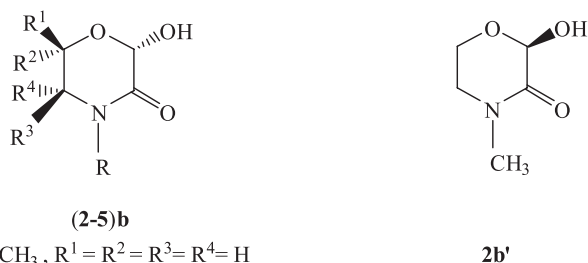 R¹ O OH
R² O OH
R⁴
R³ N O N O
R CH₃
(2-5)b
CH₃ , R¹ = R² = R³= R⁴= H 2b'